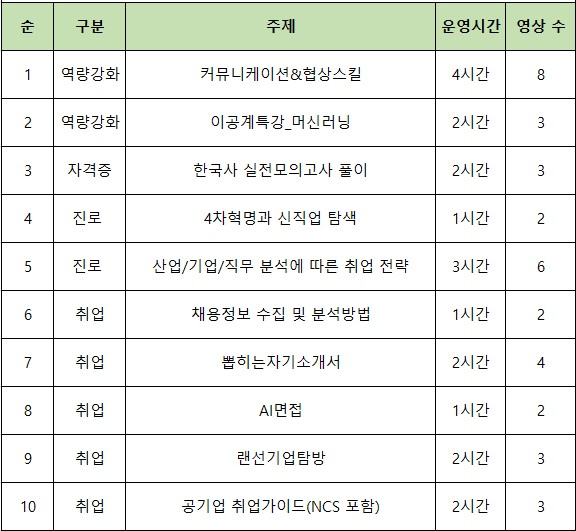 순 구분 주제 운영시간 영상 수
1 역량강화 커뮤니케이션&협상스킬 4시간 8
2 역량강화 이공계특강_머신러닝 2시간 3
3 자격증 한국사 실전모의고사 풀이 2시간 3
4 진로 4차혁명과 신직업 탐색 1시간 2
5 진로 산업/기업/직무 분석에 따른 취업 전략 3시간 6
6 취업 채용정보 수집 및 분석방법 1시간 2
7 취업 뽑히는자기소개서 2시간 4
8 취업 AI면접 1시간 2
9 취업 랜선기업탐방 2시간 3
10 취업 공기업 취업가이드(NCS 포함) 2시간 3